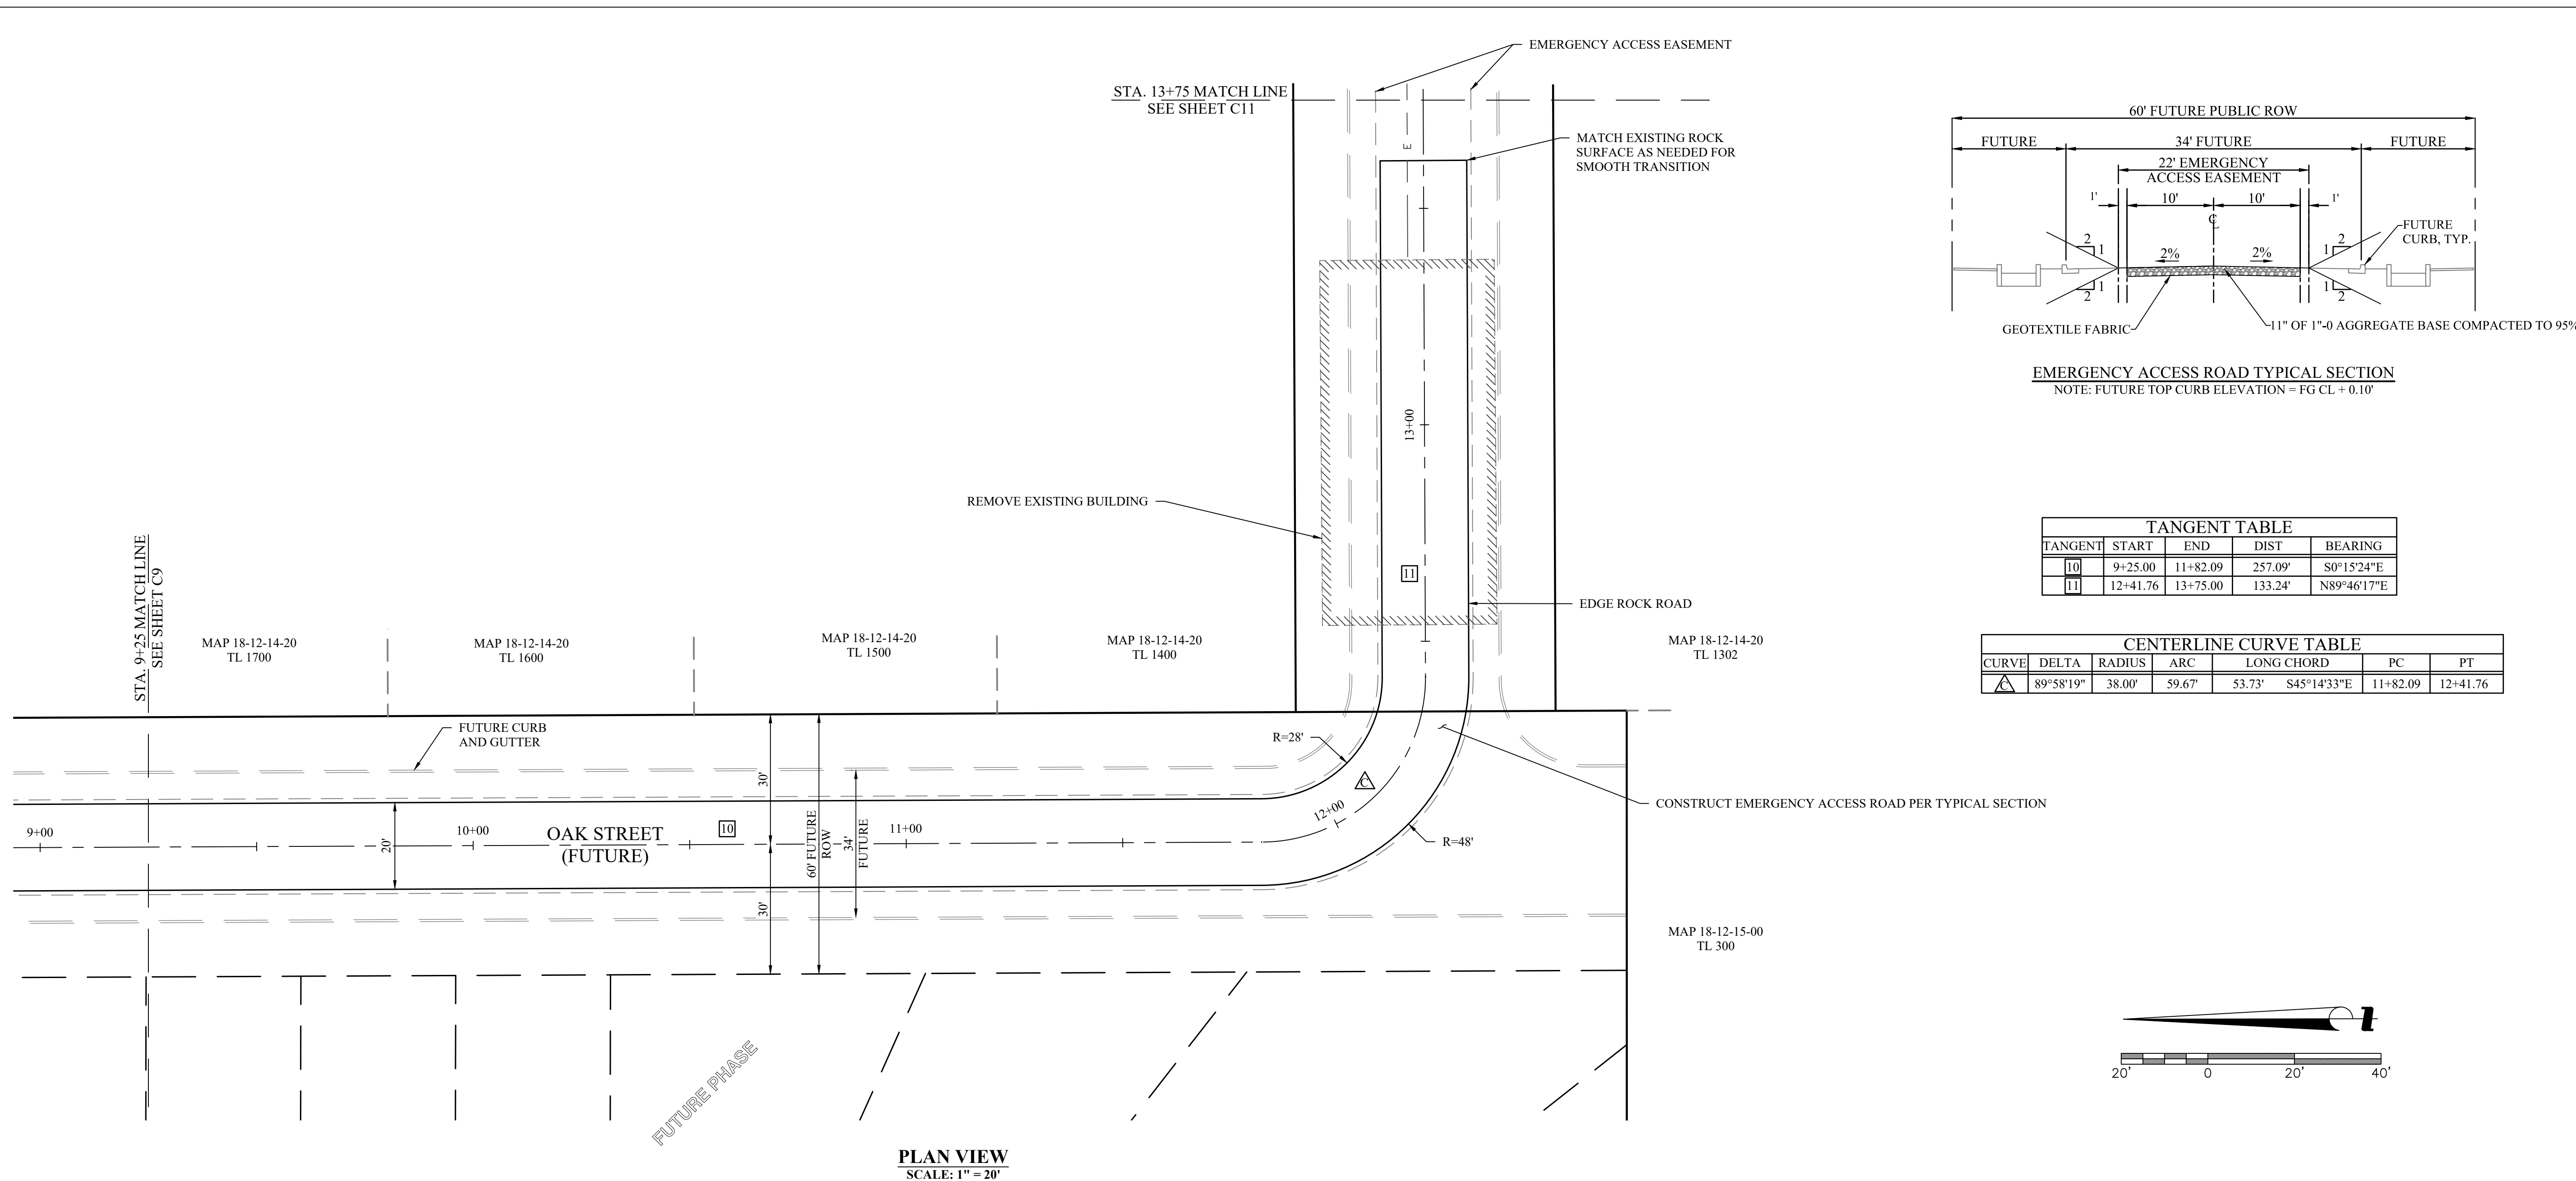 EMERGENCY ACCESS EASEMENT
STA. 13+75 MATCH LINE
SEE SHEET C11
MATCH EXISTING ROCK
SURFACE AS NEEDED FOR
SMOOTH TRANSITION
E
13+00
REMOVE EXISTING BUILDING
11
EDGE ROCK ROAD
STA. 9+25 MATCH LINE
SEE SHEET C9
MAP 18-12-14-20
TL 1700
MAP 18-12-14-20
TL 1600
MAP 18-12-14-20
TL 1500
MAP 18-12-14-20
TL 1400
MAP 18-12-14-20
TL 1302
FUTURE CURB
AND GUTTER
R=28'
C
30'
60' FUTURE
ROW
34'
FUTURE
30'
12+00
CONSTRUCT EMERGENCY ACCESS ROAD PER TYPICAL SECTION
9+00
20'
10+00
OAK STREET
(FUTURE)
10
11+00
R=48'
MAP 18-12-15-00
TL 300
FUTURE PHASE
PLAN VIEW
SCALE: 1" = 20'
60' FUTURE PUBLIC ROW
FUTURE
34' FUTURE
FUTURE
22' EMERGENCY
ACCESS EASEMENT
1'
10'
10'
1'
CL
FUTURE
CURB, TYP.
2
1
2%
2%
1
2
1
2
1
2
GEOTEXTILE FABRIC
11" OF 1"-0 AGGREGATE BASE COMPACTED TO 95%
EMERGENCY ACCESS ROAD TYPICAL SECTION
NOTE: FUTURE TOP CURB ELEVATION = FG CL + 0.10'
TANGENT TABLE
TANGENT START END DIST BEARING
10 9+25.00 11+82.09 257.09' S0°15'24"E
11 12+41.76 13+75.00 133.24' N89°46'17"E
CENTERLINE CURVE TABLE
CURVE DELTA RADIUS ARC LONG CHORD PC PT
C 89°58'19" 38.00' 59.67' 53.73' S45°14'33"E 11+82.09 12+41.76
20' 0 20' 40'